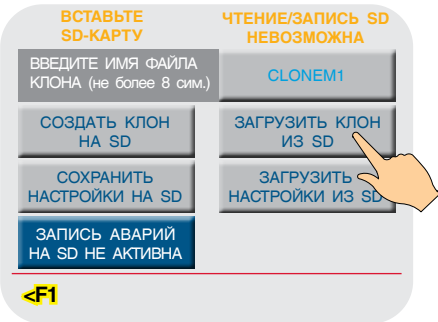 ВСТАВЬТЕ
SD-КАРТУ
ЧТЕНИЕ/ЗАПИСЬ SD
НЕВОЗМОЖНА
ВВЕДИТЕ ИМЯ ФАЙЛА
КЛОНА (не более 8 сим.)
CLONEM1
СОЗДАТЬ КЛОН
НА SD
ЗАГРУЗИТЬ КЛОН
ИЗ SD
СОХРАНИТЬ
НАСТРОЙКИ НА SD
ЗАГРУЗИТЬ
НАСТРОЙКИ ИЗ SD
ЗАПИСЬ АВАРИЙ
НА SD НЕ АКТИВНА
<F1